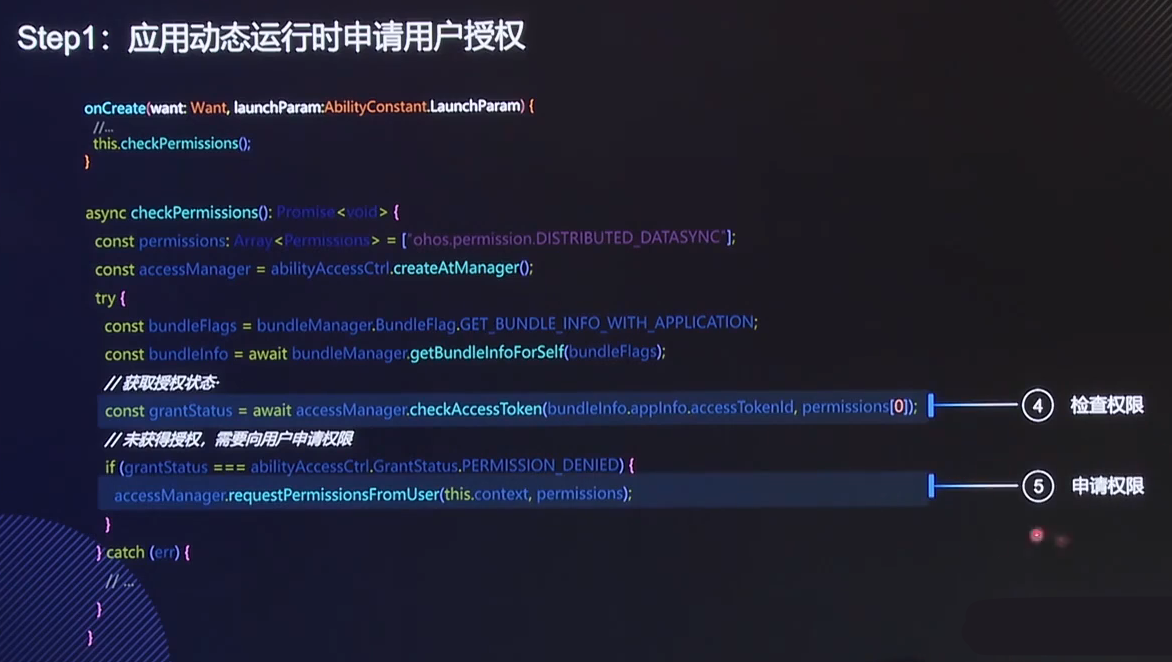 Step1：应用动态运行时申请用户授权
onCreate(want: Want, launchParam:AbilityConstant.LaunchParam) {
//...
this.checkPermissions();
}
async checkPermissions(): Promise<void> {
const permissions: Array<Permissions> = ["ohos.permission.DISTRIBUTED_DATASYNC"];
const accessManager = abilityAccessCtrl.createAtManager();
try {
const bundleFlags = bundleManager.BundleFlag.GET_BUNDLE_INFO_WITH_APPLICATION;
const bundleInfo = await bundleManager.getBundleInfoForSelf(bundleFlags);
// 获取授权状态·
const grantStatus = await accessManager.checkAccessToken(bundleInfo.appInfo.accessTokenId, permissions[0]);
④ 检查权限
// 未获得授权，需要向用户申请权限
if (grantStatus === abilityAccessCtrl.GrantStatus.PERMISSION_DENIED) {
accessManager.requestPermissionsFromUser(this.context, permissions);
⑤ 申请权限
}
} catch (err) {
// ...
}
}